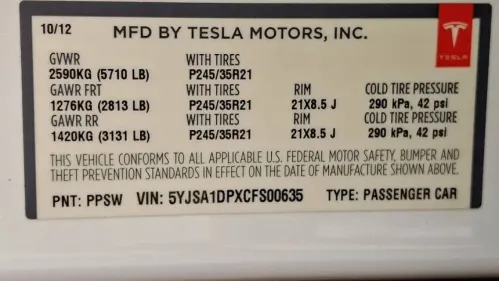 10/12 MFD BY TESLA MOTORS, INC.
TESLA
GVWR WITH TIRES
2590KG (5710 LB) P245/35R21
GAWR FRT WITH TIRES RIM COLD TIRE PRESSURE
1276KG (2813 LB) P245/35R21 21X8.5 J 290 kPa, 42 psi
GAWR RR WITH TIRES RIM COLD TIRE PRESSURE
1420KG (3131 LB) P245/35R21 21X8.5 J 290 kPa, 42 psi
THIS VEHICLE CONFORMS TO ALL APPLICABLE U.S. FEDERAL MOTOR SAFETY, BUMPER AND
THEFT PREVENTION STANDARDS IN EFFECT ON THE DATE OF MANUFACTURE SHOWN ABOVE.
PNT: PPSW VIN: 5YJSA1DPXCFS00635 TYPE: PASSENGER CAR